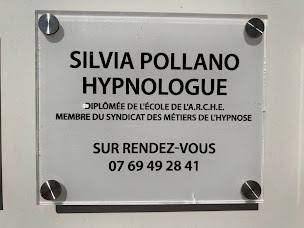 SILVIA POLLANO
HYPNOLOGUE
DIPLÔMÉE DE L'ÉCOLE DE L'A.R.C.H.E.
MEMBRE DU SYNDICAT DES MÉTIERS DE L'HYPNOSE
SUR RENDEZ-VOUS
07 69 49 28 41